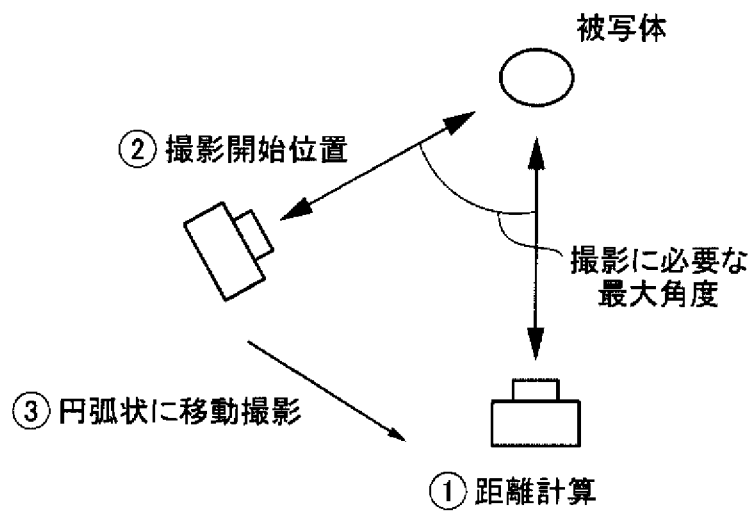 被写体
②撮影開始位置
撮影に必要な
最大角度
③円弧状に移動撮影
①距離計算